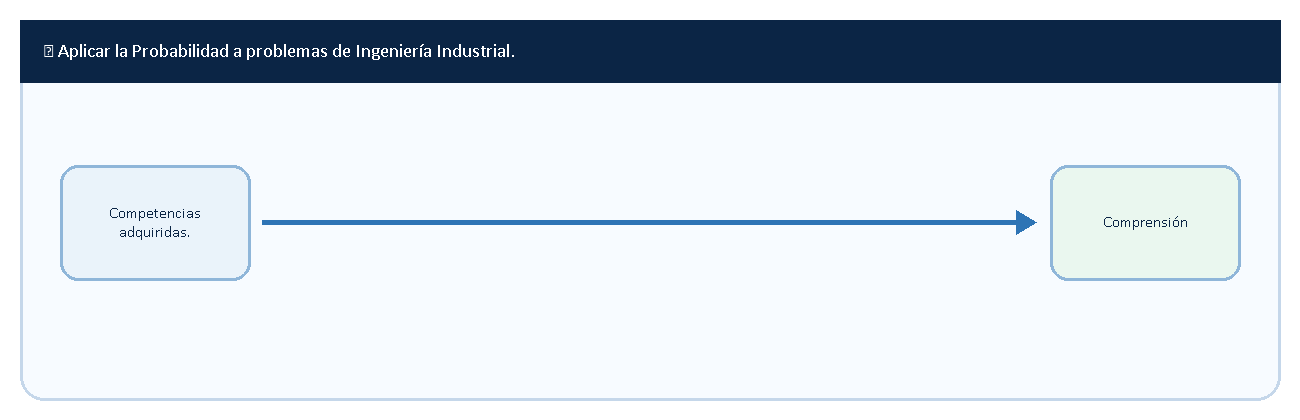 Aplicar la Probabilidad a problemas de Ingeniería Industrial.
Competencias
adquiridas.
Comprensión